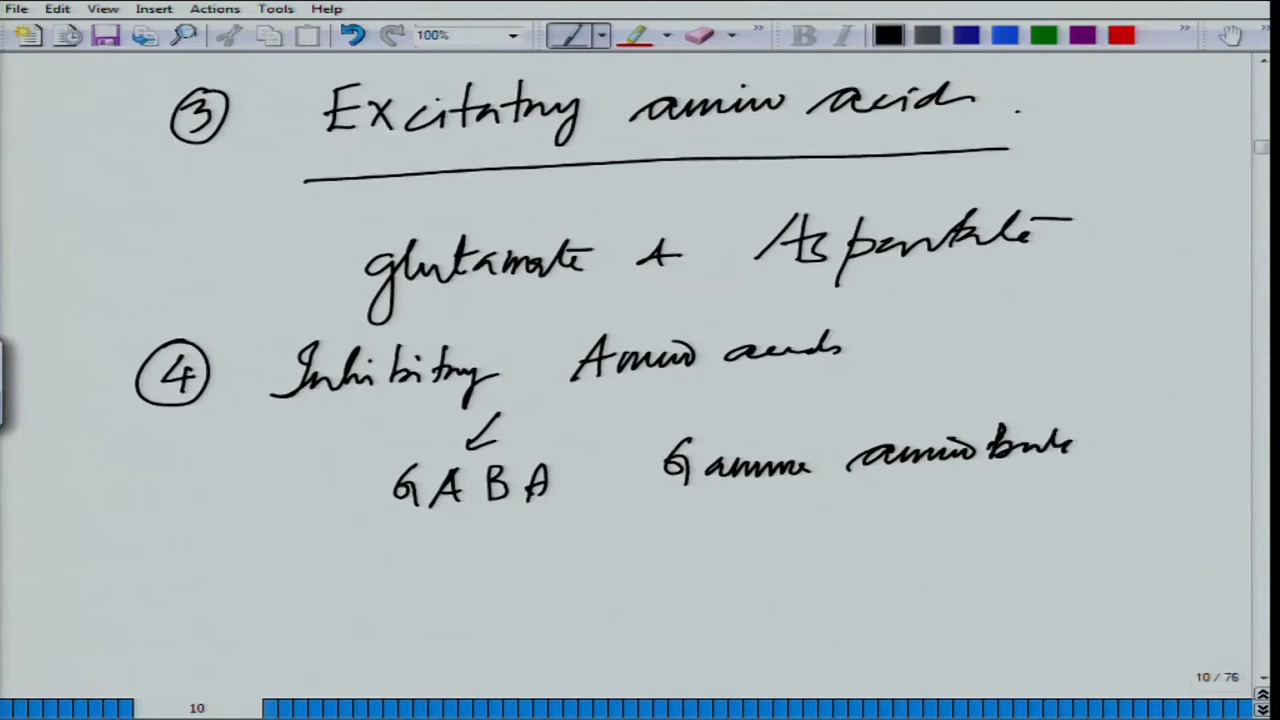 File Edit View Insert Actions Tools Help
100%
③ Excitatory amino acids.
glutamate + Aspartate
④ Inhibitory Amino acids
GABA Gamma amino
10 / 76
10